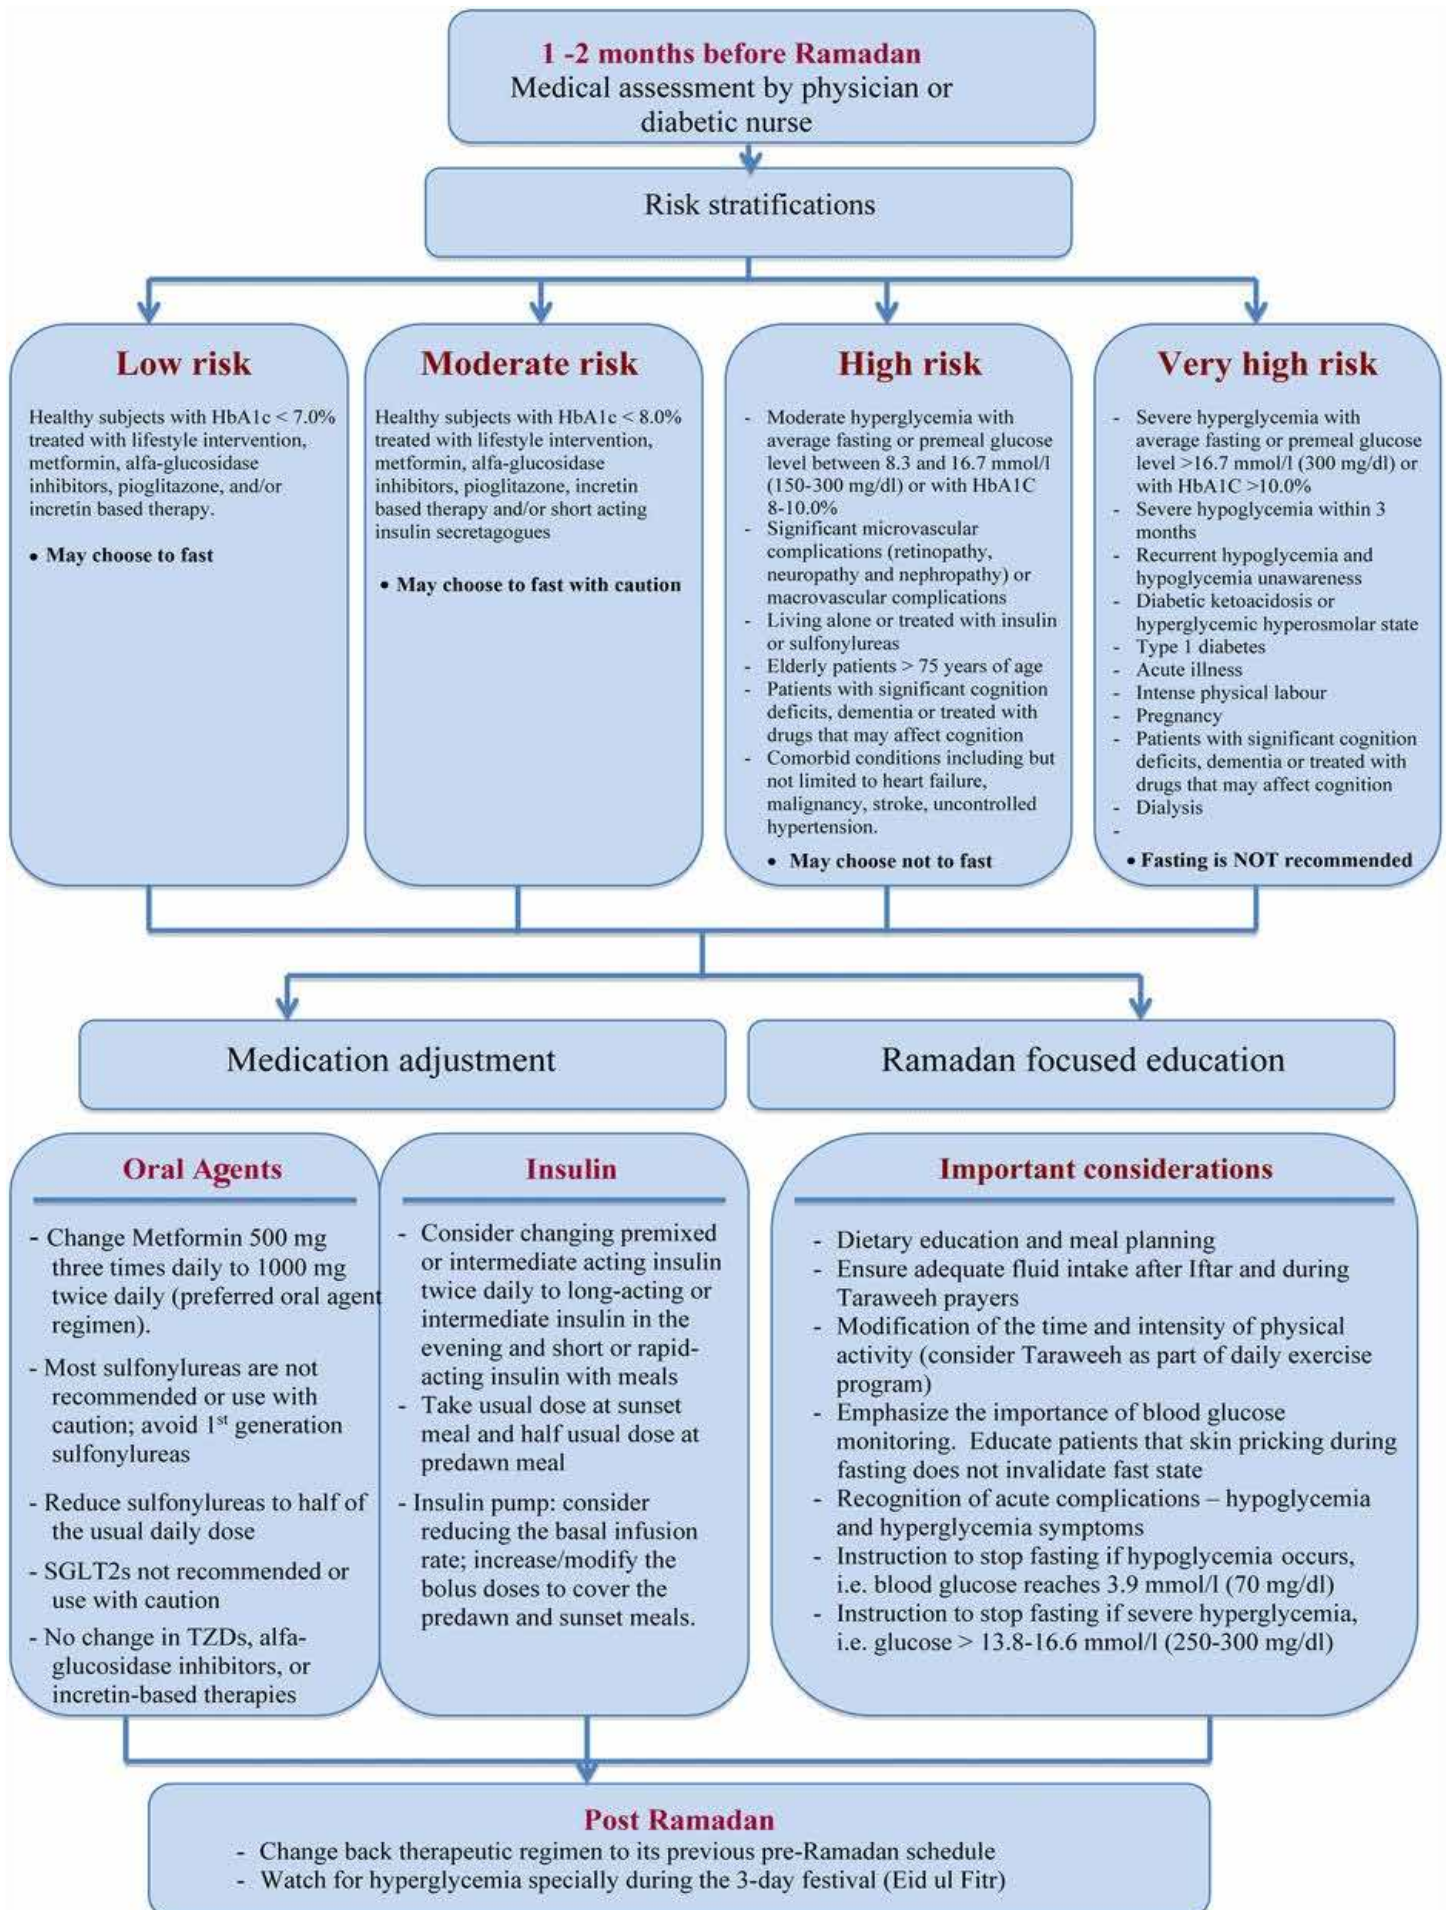 1 -2 months before Ramadan
Medical assessment by physician or
diabetic nurse
Risk stratifications
Low risk
Healthy subjects with HbA1c < 7.0%
treated with lifestyle intervention,
metformin, alfa-glucosidase
inhibitors, pioglitazone, and/or
incretin based therapy.
• May choose to fast
Moderate risk
Healthy subjects with HbA1c < 8.0%
treated with lifestyle intervention,
metformin, alfa-glucosidase
inhibitors, pioglitazone, incretin
based therapy and/or short acting
insulin secretagogues
• May choose to fast with caution
High risk
- Moderate hyperglycemia with
average fasting or premeal glucose
level between 8.3 and 16.7 mmol/l
(150-300 mg/dl) or with HbA1C
8-10.0%
- Significant microvascular
complications (retinopathy,
neuropathy and nephropathy) or
macrovascular complications
- Living alone or treated with insulin
or sulfonylureas
- Elderly patients > 75 years of age
- Patients with significant cognition
deficits, dementia or treated with
drugs that may affect cognition
- Comorbid conditions including but
not limited to heart failure,
malignancy, stroke, uncontrolled
hypertension.
• May choose not to fast
Very high risk
- Severe hyperglycemia with
average fasting or premeal glucose
level >16.7 mmol/l (300 mg/dl) or
with HbA1C >10.0%
- Severe hypoglycemia within 3
months
- Recurrent hypoglycemia and
hypoglycemia unawareness
- Diabetic ketoacidosis or
hyperglycemic hyperosmolar state
- Type 1 diabetes
- Acute illness
- Intense physical labour
- Pregnancy
- Patients with significant cognition
deficits, dementia or treated with
drugs that may affect cognition
- Dialysis
-
• Fasting is NOT recommended
Medication adjustment
Ramadan focused education
Oral Agents
- Change Metformin 500 mg
three times daily to 1000 mg
twice daily (preferred oral agent
regimen).
- Most sulfonylureas are not
recommended or use with
caution; avoid 1st generation
sulfonylureas
- Reduce sulfonylureas to half of
the usual daily dose
- SGLT2s not recommended or
use with caution
- No change in TZDs, alfa-
glucosidase inhibitors, or
incretin-based therapies
Insulin
- Consider changing premixed
or intermediate acting insulin
twice daily to long-acting or
intermediate insulin in the
evening and short or rapid-
acting insulin with meals
- Take usual dose at sunset
meal and half usual dose at
predawn meal
- Insulin pump: consider
reducing the basal infusion
rate; increase/modify the
bolus doses to cover the
predawn and sunset meals.
Important considerations
- Dietary education and meal planning
- Ensure adequate fluid intake after Iftar and during
Taraweeh prayers
- Modification of the time and intensity of physical
activity (consider Taraweeh as part of daily exercise
program)
- Emphasize the importance of blood glucose
monitoring. Educate patients that skin pricking during
fasting does not invalidate fast state
- Recognition of acute complications – hypoglycemia
and hyperglycemia symptoms
- Instruction to stop fasting if hypoglycemia occurs,
i.e. blood glucose reaches 3.9 mmol/l (70 mg/dl)
- Instruction to stop fasting if severe hyperglycemia,
i.e. glucose > 13.8-16.6 mmol/l (250-300 mg/dl)
Post Ramadan
- Change back therapeutic regimen to its previous pre-Ramadan schedule
- Watch for hyperglycemia specially during the 3-day festival (Eid ul Fitr)